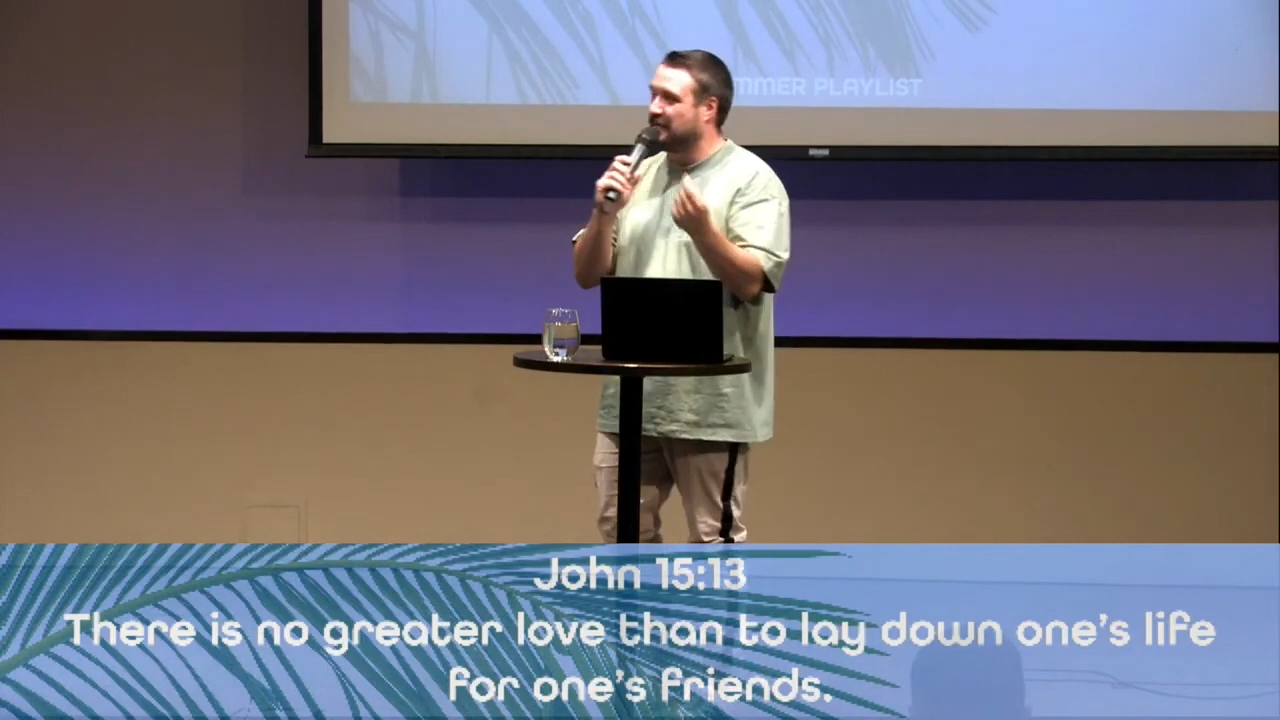 MMER PLAYLIST
John 15:13
There is no greater love than to lay down one's life
for one's friends.